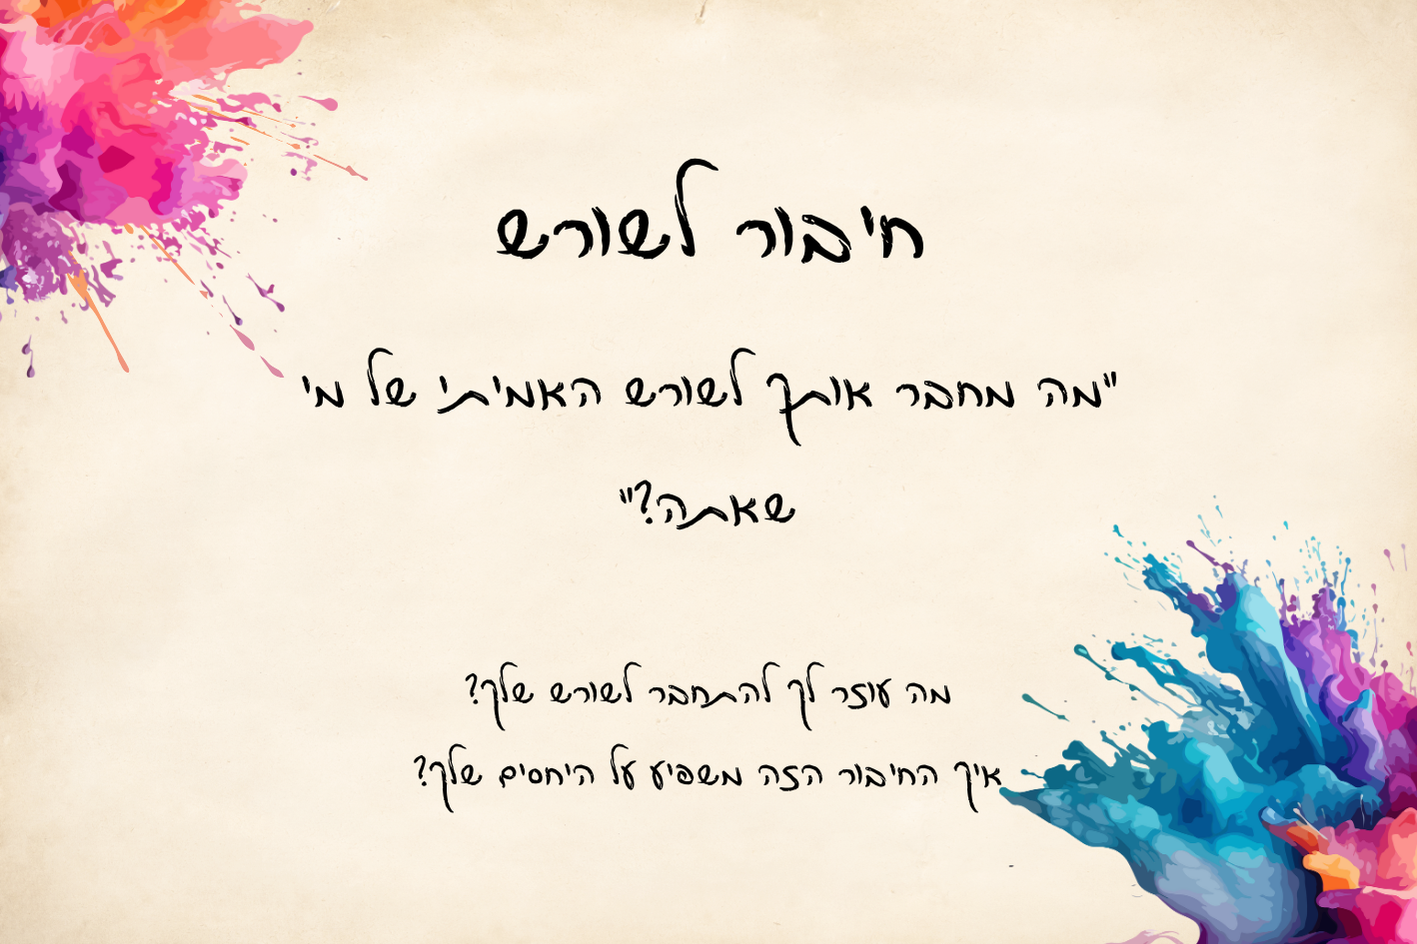 חיבור לשורש
"מה מחבר אותך לשורש האמיתי של מי
שאתה?"
מה עוזר לך להתחבר לשורש שלך?
איך החיבור הזה משפיע על היחסים שלך?